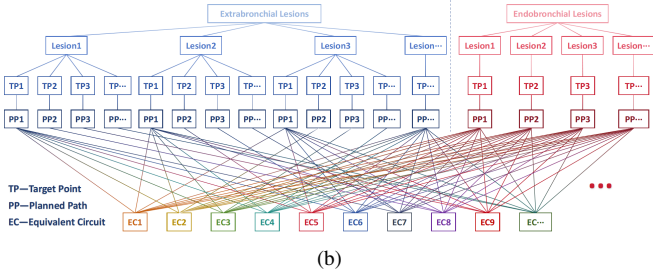 Extrabronchial Lesions Endobronchial Lesions
Lesion1 Lesion2 Lesion3 Lesion··· Lesion1 Lesion2 Lesion3 Lesion···
TP1 TP2 TP3 TP··· TP1 TP2 TP3 TP··· TP1 TP2 TP3 TP··· TP··· TP1 TP2 TP3 TP···
PP1 PP2 PP3 PP··· PP1 PP2 PP3 PP··· PP1 PP2 PP3 PP··· PP··· PP1 PP2 PP3 PP···
TP—Target Point
PP—Planned Path
EC—Equivalent Circuit
EC1 EC2 EC3 EC4 EC5 EC6 EC7 EC8 EC9 EC···
(b)